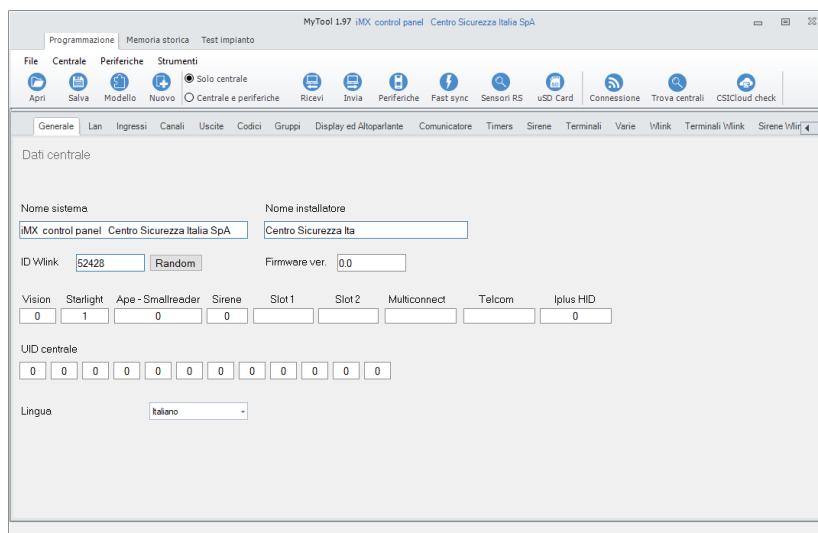 MyTool 1.97 iMX control panel Centro Sicurezza Italia SpA
Programmazione Memoria storica Test impianto
File Centrale Periferiche Strumenti
Solo centrale
Centrale e periferiche
Apri Salva Modello Nuovo Ricevi Invia Periferiche Fast sync Sensori RS uSD Card Connessione Trova centrali CSICloud check
Generale Lan Ingressi Canali Uscite Codici Gruppi Display ed Altoparlante Comunicatore Timers Sirene Terminali Varie Wlink Terminali Wlink Sirene Wlin
Dati centrale
Nome sistema Nome installatore
iMX control panel Centro Sicurezza Italia SpA Centro Sicurezza Ita
ID Wlink 52428 Random Firmware ver. 0.0
Vision Starlight Ape - Smallreader Sirene Slot 1 Slot 2 Multiconnect Telcom Iplus HID
0 1 0 0 0
UID centrale
0 0 0 0 0 0 0 0 0 0 0 0
Lingua Italiano